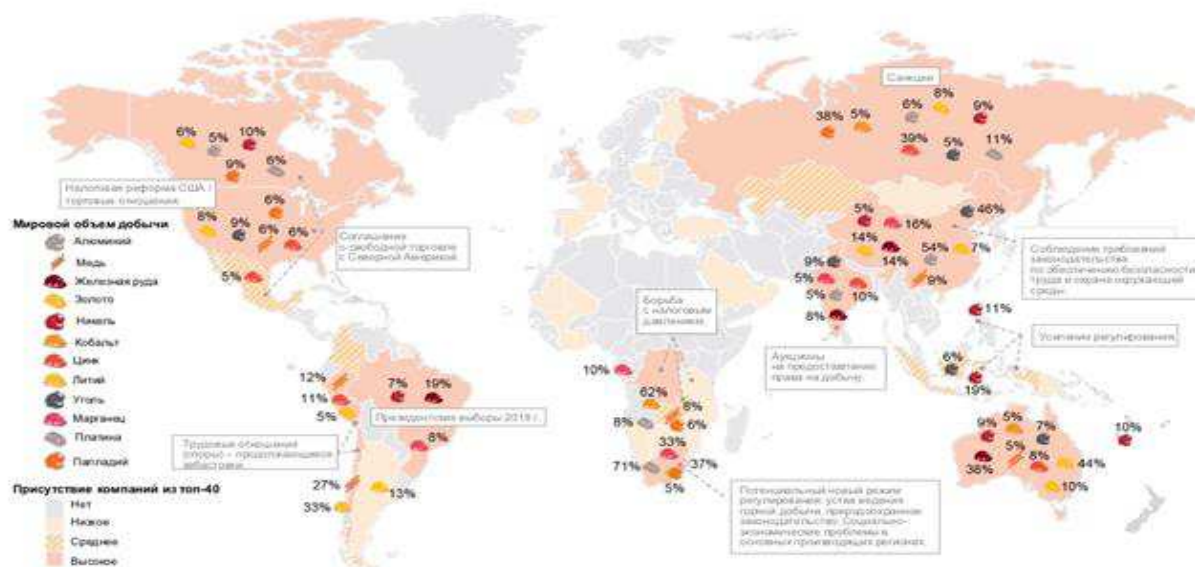 Санкции
8%
6%
5%
38%
9%
39%
5%
11%
6%
5%
10%
9%
6%
Налоговая реформа США /
торговые отношения
6%
8%
9%
6%
6%
5%
Соглашение
о свободной торговле
с Северной Америкой
Мировой объем добычи
Алюминий
Медь
Железная руда
Золото
Никель
Кобальт
Цинк
Литий
Уголь
Марганец
Платина
Палладий
Присутствие компаний из топ-40
Нет
Низкое
Среднее
Высокое
5%
16%
46%
14%
14%
54%
7%
9%
Соблюдение требований
законодательства
по обеспечению безопасности
труда и охране окружающей
среды.
9%
5%
5%
10%
8%
11%
Усиление регулирования
6%
19%
Борьба
с налоговым
давлением
Аукционы
на предоставление
права на добычу.
10%
62%
8%
8%
6%
33%
71%
37%
5%
12%
11%
5%
7%
19%
Президентские выборы 2018 г.
8%
Трудовые отношения
(споры) – продолжающиеся
забастовки
27%
33%
13%
Потенциальный новый режим
регулирования: устав ведения
горной добычи, природоохранное
законодательство. Социально-
экономические проблемы в
основных производящих регионах.
9%
5%
7%
10%
5%
8%
44%
38%
10%